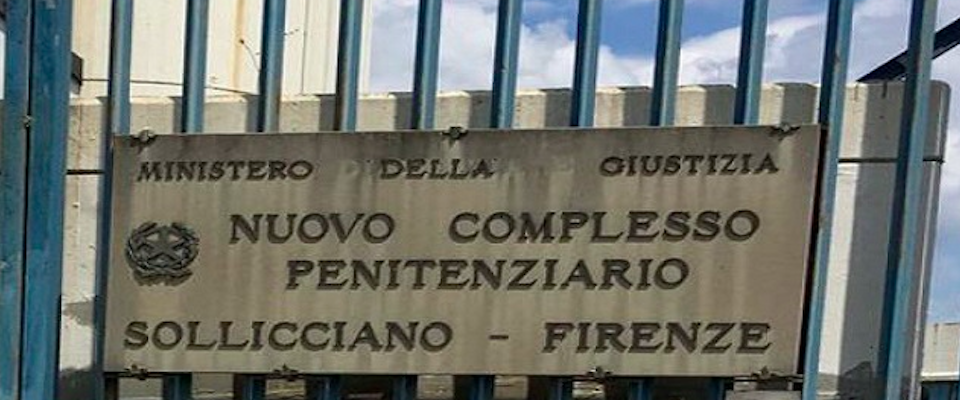 MINISTERO DELLA GIUSTIZIA
NUOVO COMPLESSO
PENITENZIARIO
SOLLICCIANO - FIRENZE